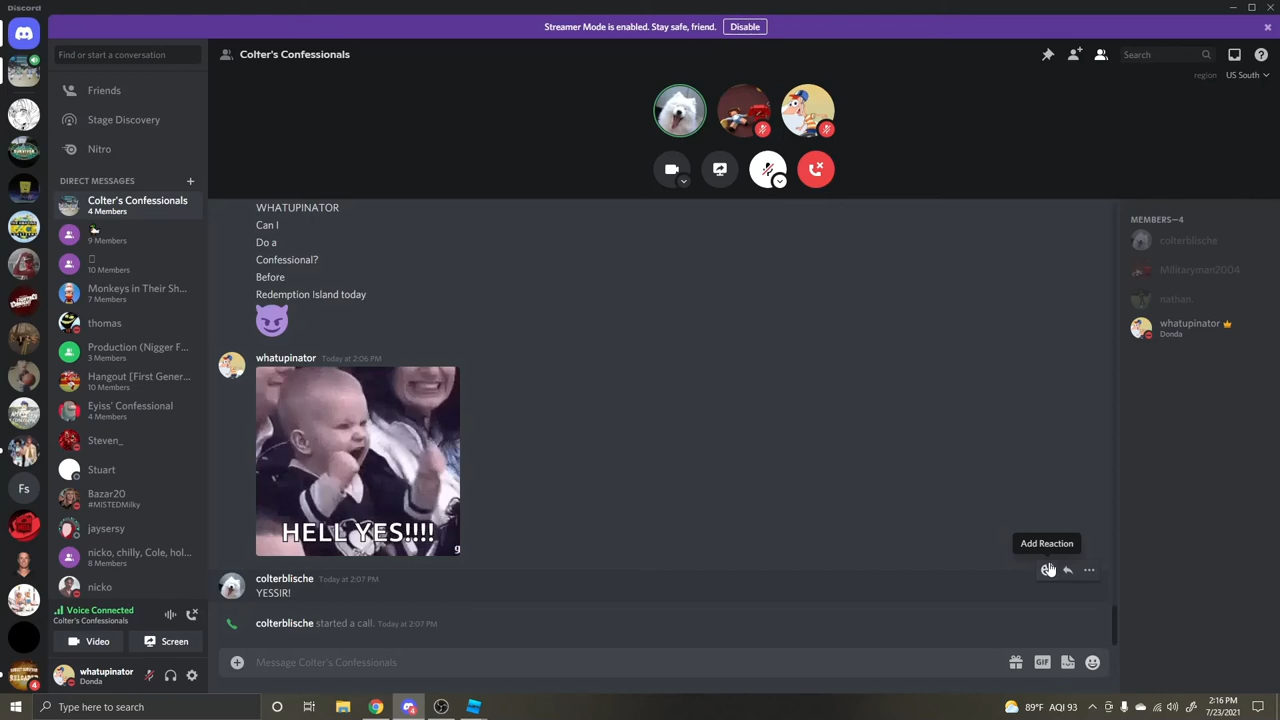 Discord
Streamer Mode is enabled. Stay safe, friend.
Disable
Find or start a conversation
Colter's Confessionals
Search
region
US South
Friends
Stage Discovery
Nitro
DIRECT MESSAGES
Colter's Confessionals
4 Members
9 Members
10 Members
Monkeys in Their Sh...
7 Members
thomas
Production (Nigger F...
3 Members
Hangout [First Gener...
10 Members
Eyiss' Confessional
4 Members
Steven_
Stuart
Bazar20
#MISTEDMilky
jaysersy
nicko, chilly, Cole, hol...
8 Members
nicko
Fs
4
Voice Connected
Colter's Confessionals
Video
Screen
whatupinator
Donda
WHATUPINATOR
Can I
Do a
Confessional?
Before
Redemption Island today
whatupinator Today at 2:06 PM
HELL YES!!!!
g
Add Reaction
colterblische Today at 2:07 PM
YESSIR!
colterblische started a call. Today at 2:07 PM
Message Colter's Confessionals
GIF
MEMBERS—4
colterblische
Militaryman2004
nathan.
whatupinator
Donda
Type here to search
89°F AQI 93
2:16 PM
7/23/2021